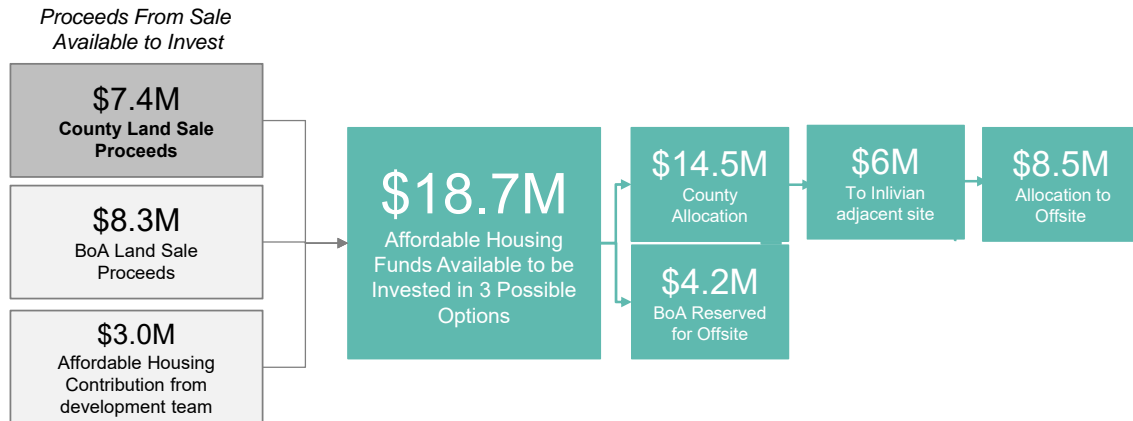 Proceeds From Sale
Available to Invest
$7.4M
County Land Sale
Proceeds
$8.3M
BoA Land Sale
Proceeds
$3.0M
Affordable Housing
Contribution from
development team
$18.7M
Affordable Housing
Funds Available to be
Invested in 3 Possible
Options
$14.5M
County
Allocation
$4.2M
BoA Reserved
for Offsite
$6M
To Inlivian
adjacent site
$8.5M
Allocation to
Offsite